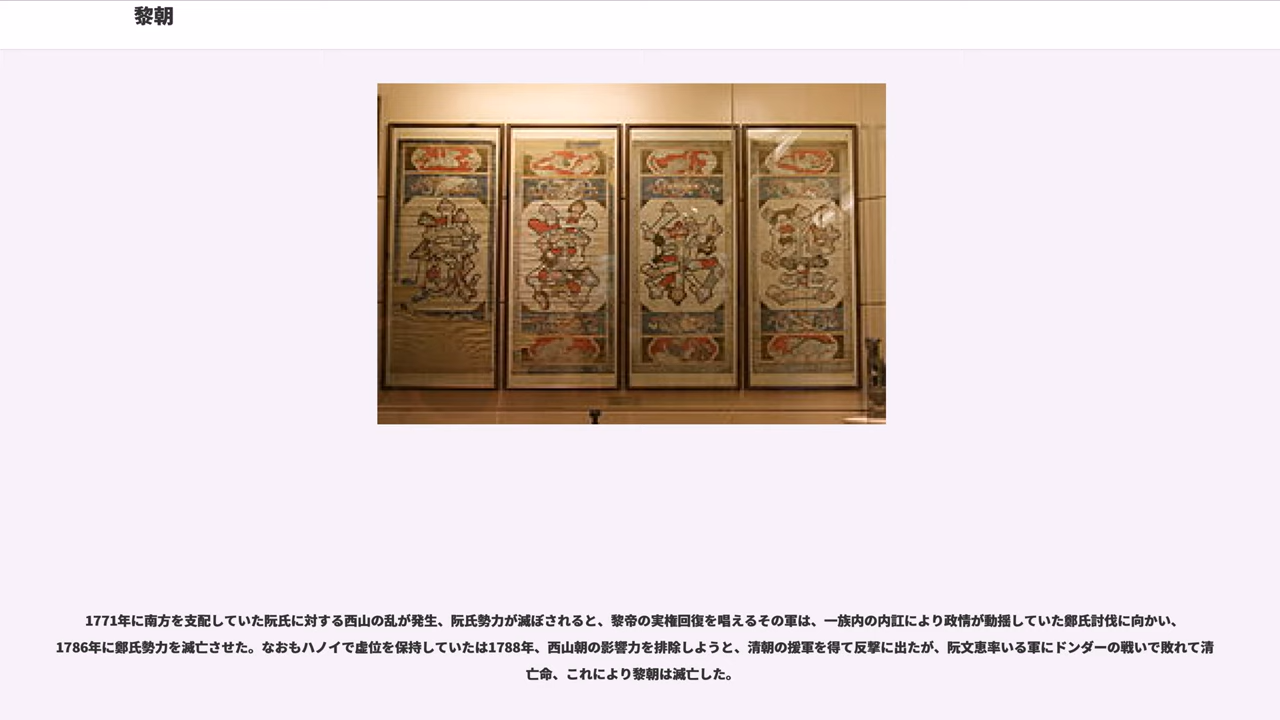 黎朝
1771年に南方を支配していた阮氏に対する西山の乱が発生、阮氏勢力が滅ぼされると、黎帝の実権回復を唱えるその軍は、一族内の内訌により政情が動揺していた鄭氏討伐に向かい、
1786年に鄭氏勢力を滅亡させた。なおもハノイで虚位を保持していたは1788年、西山朝の影響力を排除しようと、清朝の援軍を得て反撃に出たが、阮文恵率いる軍にドンダーの戦いで敗れて清
亡命、これにより黎朝は滅亡した。